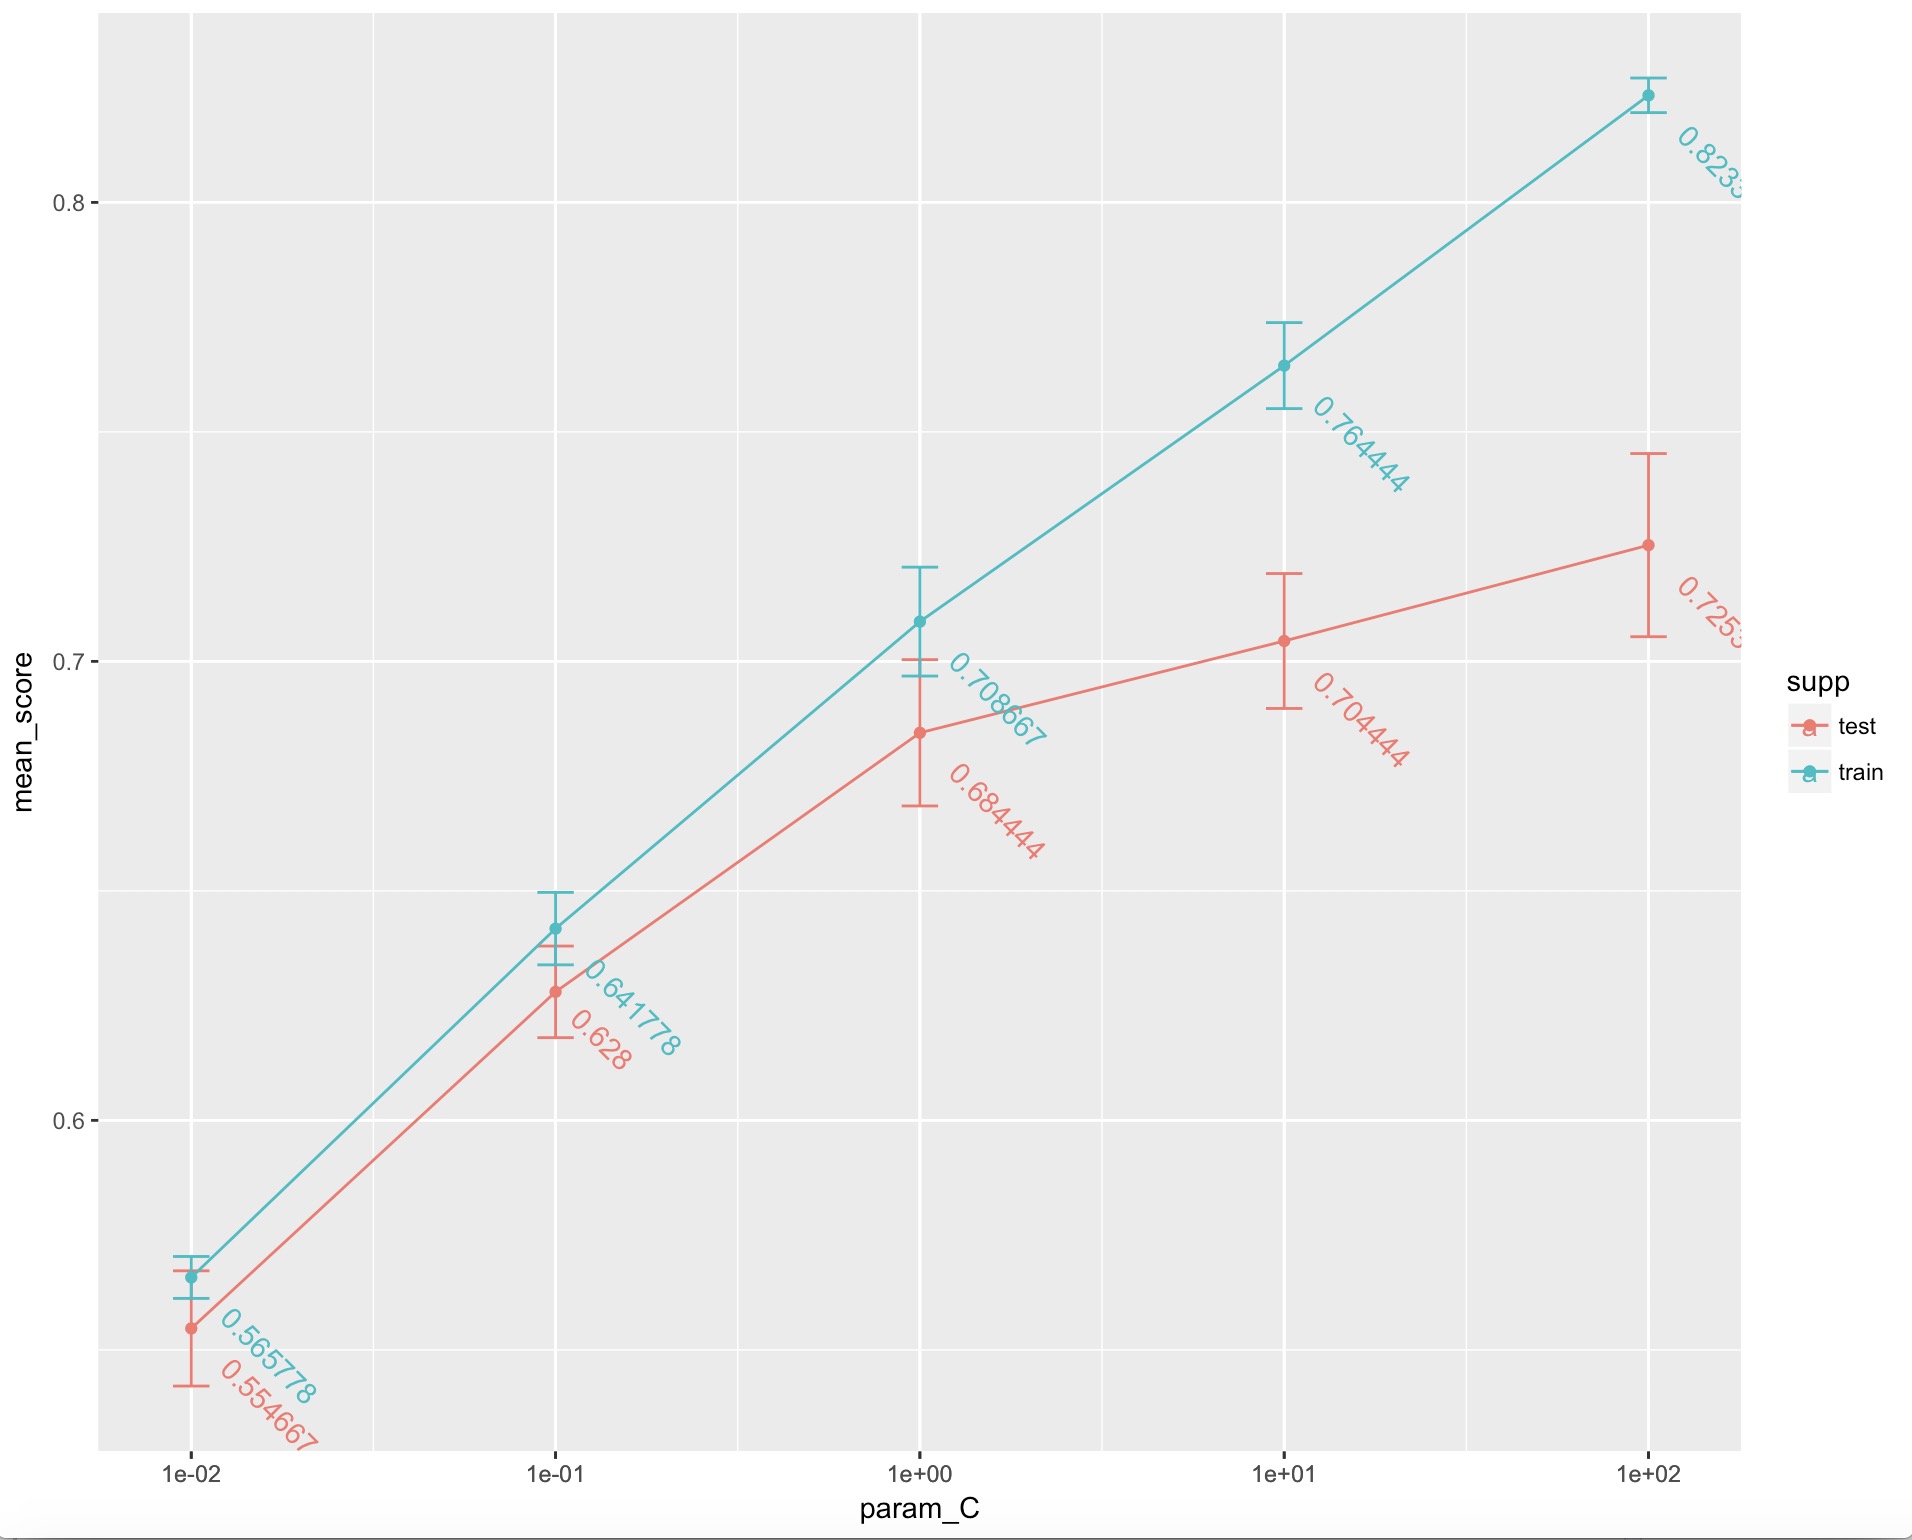 0.8
0.7
0.6
mean_score
0.8233
0.764444
0.7253
0.708667
0.704444
0.684444
0.641778
0.628
0.565778
0.554667
supp
a test
a train
1e-02 1e-01 1e+00 1e+01 1e+02
param_C